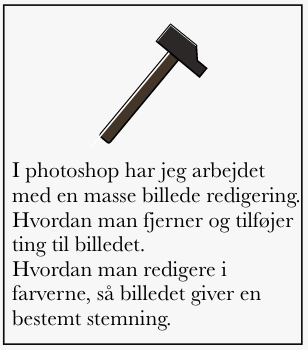 I photoshop har jeg arbejdet
med en masse billede redigering.
Hvordan man fjerner og tilføjer
ting til billedet.
Hvordan man redigere i
farverne, så billedet giver en
bestemt stemning.